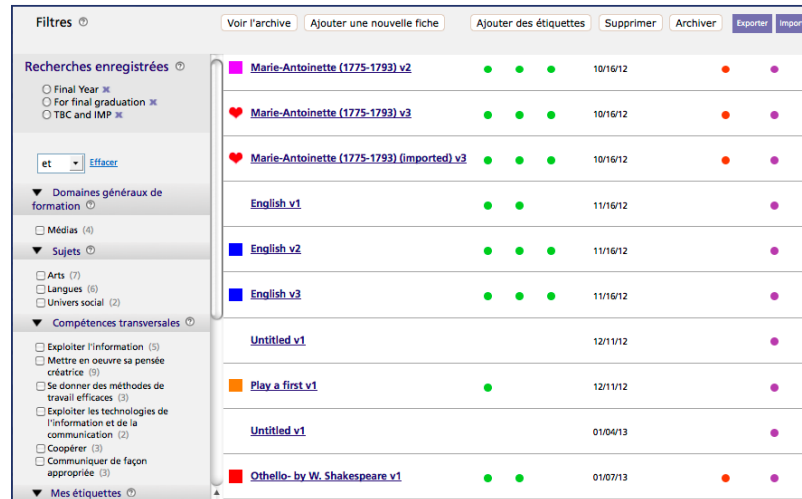 Filtres
Voir l'archive
Ajouter une nouvelle fiche
Ajouter des étiquettes
Supprimer
Archiver
Exporter
Impor
Recherches enregistrées
Final Year
For final graduation
TBC and IMP
et
Effacer
Domaines généraux de
formation
Médias (4)
Sujets
Arts (7)
Langues (6)
Univers social (2)
Compétences transversales
Exploiter l'information (5)
Mettre en oeuvre sa pensée
créatrice (9)
Se donner des méthodes de
travail efficaces (3)
Exploiter les technologies de
l'information et de la
communication (2)
Coopérer (3)
Communiquer de façon
appropriée (3)
Mes étiquettes
Marie-Antoinette (1775-1793) v2 10/16/12
Marie-Antoinette (1775-1793) v3 10/16/12
Marie-Antoinette (1775-1793) (imported) v3 10/16/12
English v1 11/16/12
English v2 11/16/12
English v3 11/16/12
Untitled v1 12/11/12
Play a first v1 12/11/12
Untitled v1 01/04/13
Othello- by W. Shakespeare v1 01/07/13